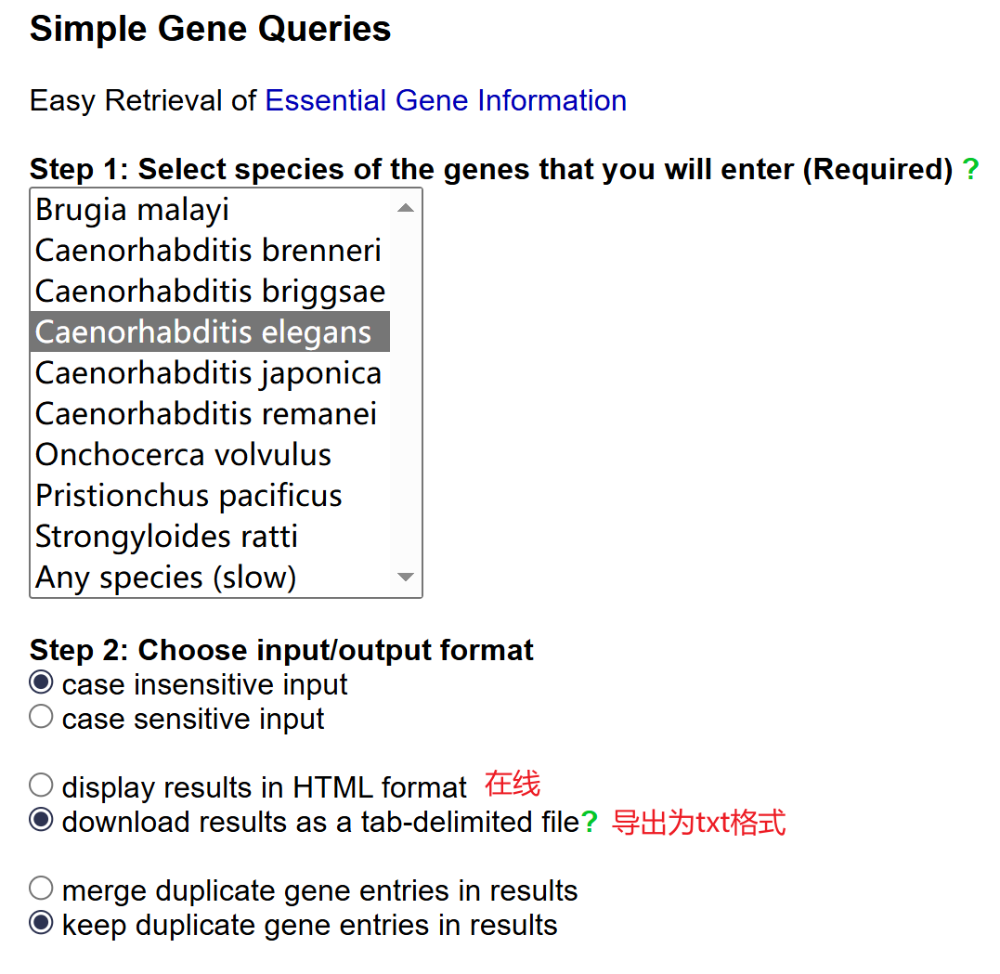 Simple Gene Queries
Easy Retrieval of Essential Gene Information
Step 1: Select species of the genes that you will enter (Required) ?
Brugia malayi
Caenorhabditis brenneri
Caenorhabditis briggsae
Caenorhabditis elegans
Caenorhabditis japonica
Caenorhabditis remanei
Onchocerca volvulus
Pristionchus pacificus
Strongyloides ratti
Any species (slow)
Step 2: Choose input/output format
case insensitive input
case sensitive input
display results in HTML format 在线
download results as a tab-delimited file? 导出为txt格式
merge duplicate gene entries in results
keep duplicate gene entries in results